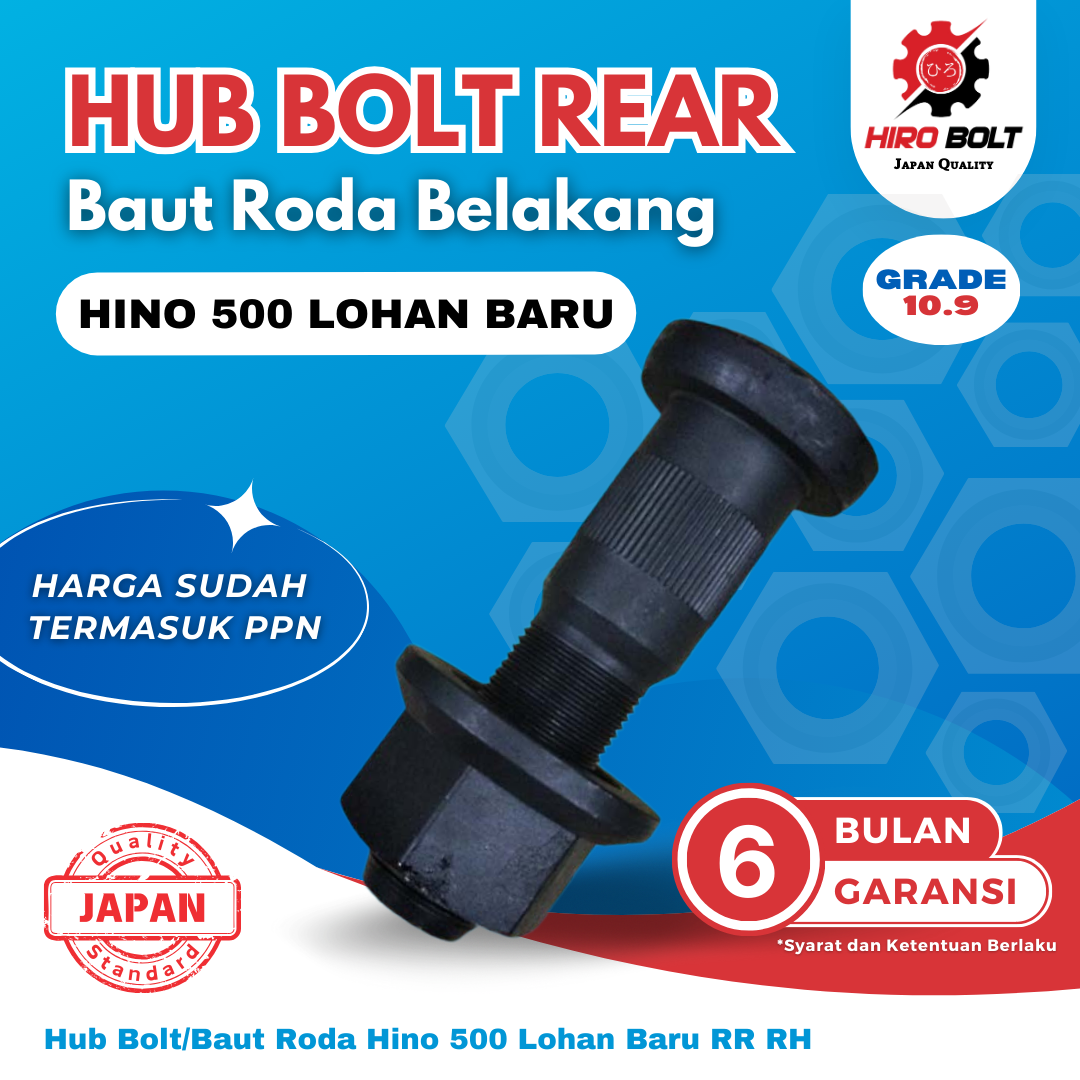 HUB BOLT REAR
Baut Roda Belakang
HINO 500 LOHAN BARU
ひろ
HIRO BOLT
JAPAN QUALITY
GRADE
10.9
HARGA SUDAH
TERMASUK PPN
Quality
JAPAN
Standard
6
BULAN
GARANSI
*Syarat dan Ketentuan Berlaku
Hub Bolt/Baut Roda Hino 500 Lohan Baru RR RH